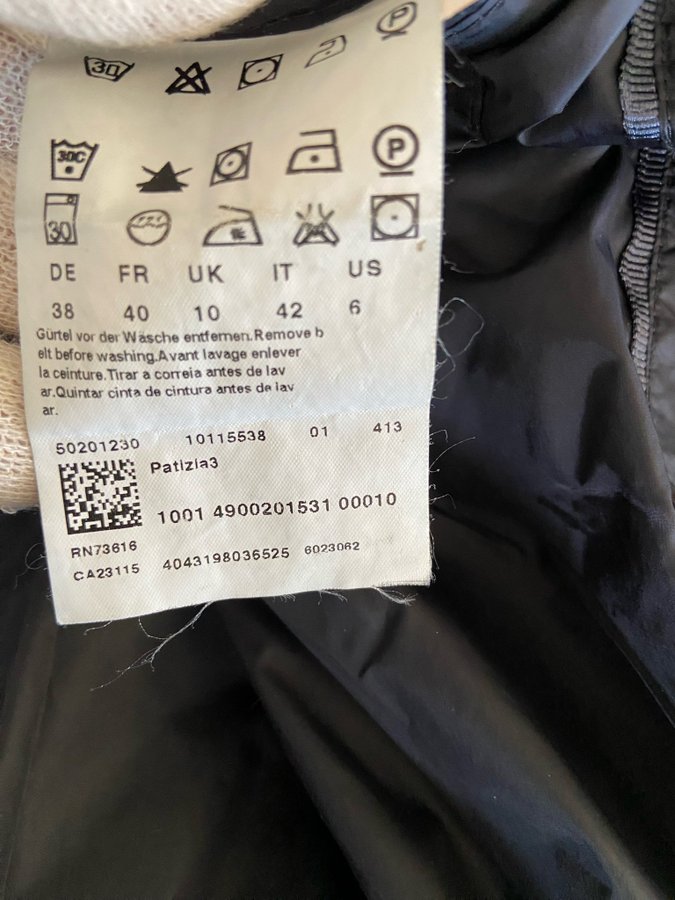 30
P
30C
P
30
DE FR UK IT US
38 40 10 42 6
Gürtel vor der Wäsche entfernen.Remove b
elt before washing.Avant lavage enlever
la ceinture.Tirar a correia antes de lav
ar.Quintar cinta de cintura antes de lav
ar.
50201230 10115538 01 413
Patizia3
1001 4900201531 00010
RN73616
CA23115 4043198036525 6023062